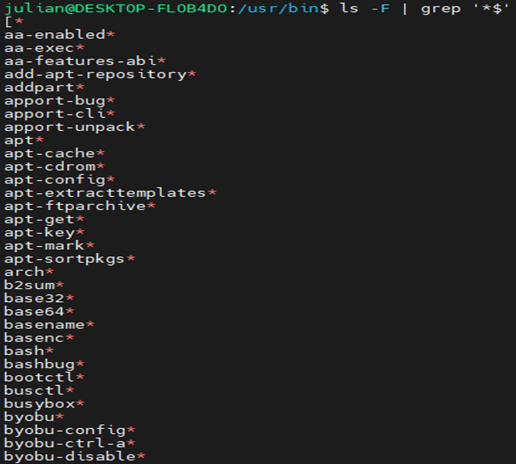 julian@DESKTOP-FLOB4DO:/usr/bin$ ls -F | grep '*$'
[*
aa-enabled*
aa-exec*
aa-features-abi*
add-apt-repository*
addpart*
apport-bug*
apport-cli*
apport-unpack*
apt*
apt-cache*
apt-cdrom*
apt-config*
apt-extracttemplates*
apt-ftparchive*
apt-get*
apt-key*
apt-mark*
apt-sortpkgs*
arch*
b2sum*
base32*
base64*
basename*
basenc*
bash*
bashbug*
bootctl*
busctl*
busybox*
byobu*
byobu-config*
byobu-ctrl-a*
byobu-disable*